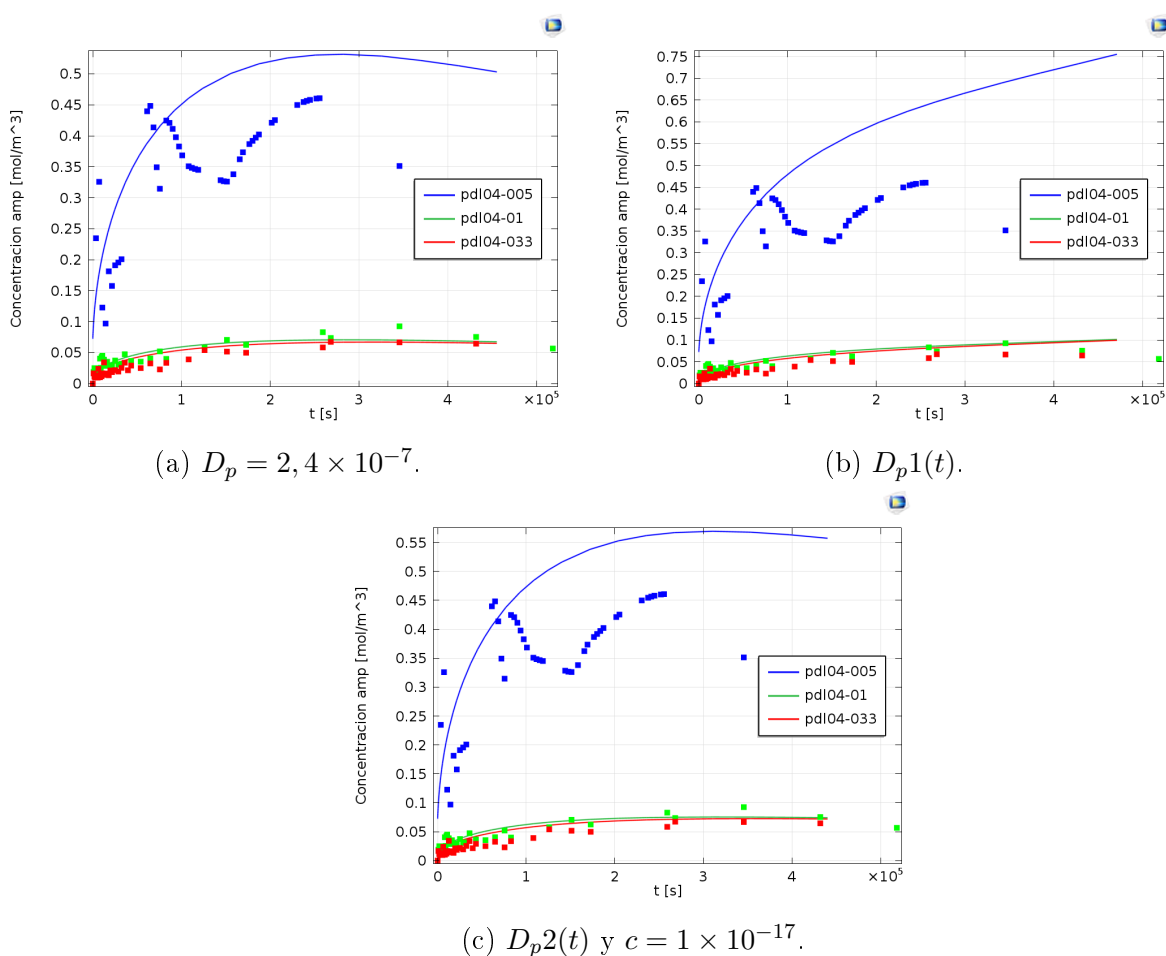 Concentracion amp [mol/m^3]
0.5
0.45
0.4
0.35
0.3
0.25
0.2
0.15
0.1
0.05
0
pdl04-005
pdl04-01
pdl04-033
0 1 2 3 4 ×10⁵
t [s]
(a) D_p = 2,4 × 10⁻⁷.
Concentracion amp [mol/m^3]
0.75
0.7
0.65
0.6
0.55
0.5
0.45
0.4
0.35
0.3
0.25
0.2
0.15
0.1
0.05
0
pdl04-005
pdl04-01
pdl04-033
0 1 2 3 4 ×10⁵
t [s]
(b) D_p1(t).
Concentracion amp [mol/m^3]
0.55
0.5
0.45
0.4
0.35
0.3
0.25
0.2
0.15
0.1
0.05
0
pdl04-005
pdl04-01
pdl04-033
0 1 2 3 4 ×10⁵
t [s]
(c) D_p2(t) y c = 1 × 10⁻¹⁷.